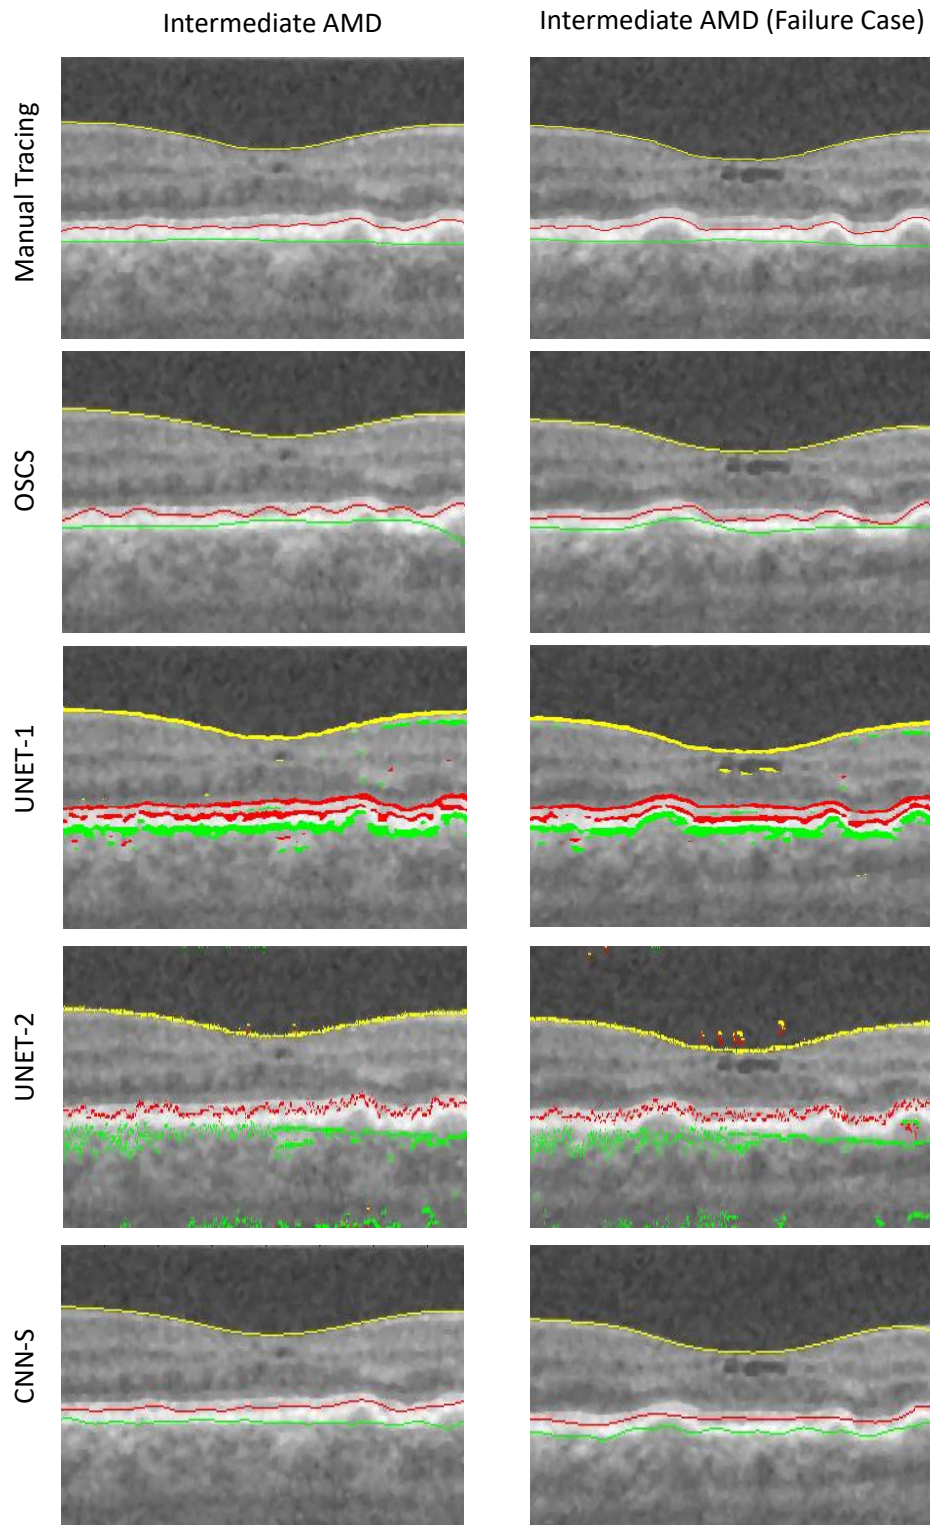 Intermediate AMD
Intermediate AMD (Failure Case)
Manual Tracing
OSCS
UNET-1
UNET-2
CNN-S